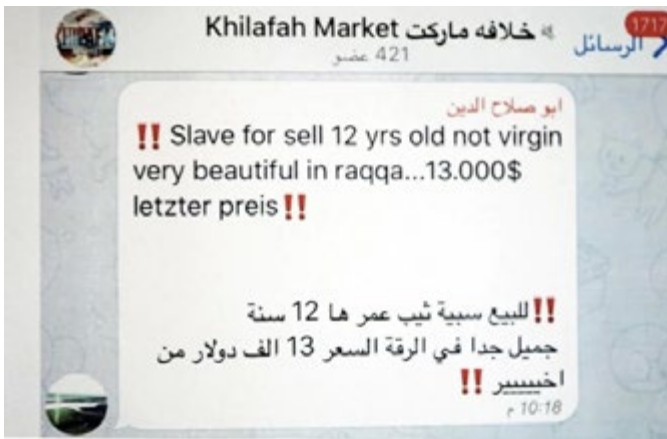 Khilafah Market خلافه ماركت
421 عضو
1717
الرسائل
ابو صلاح الدين
‼️ Slave for sell 12 yrs old not virgin
very beautiful in raqqa...13.000$
letzter preis‼️
‼️للبيع سبية ثيب عمر ها 12 سنة
جميل جدا في الرقة السعر 13 الف دولار من
اخيييير ‼️
10:18 م